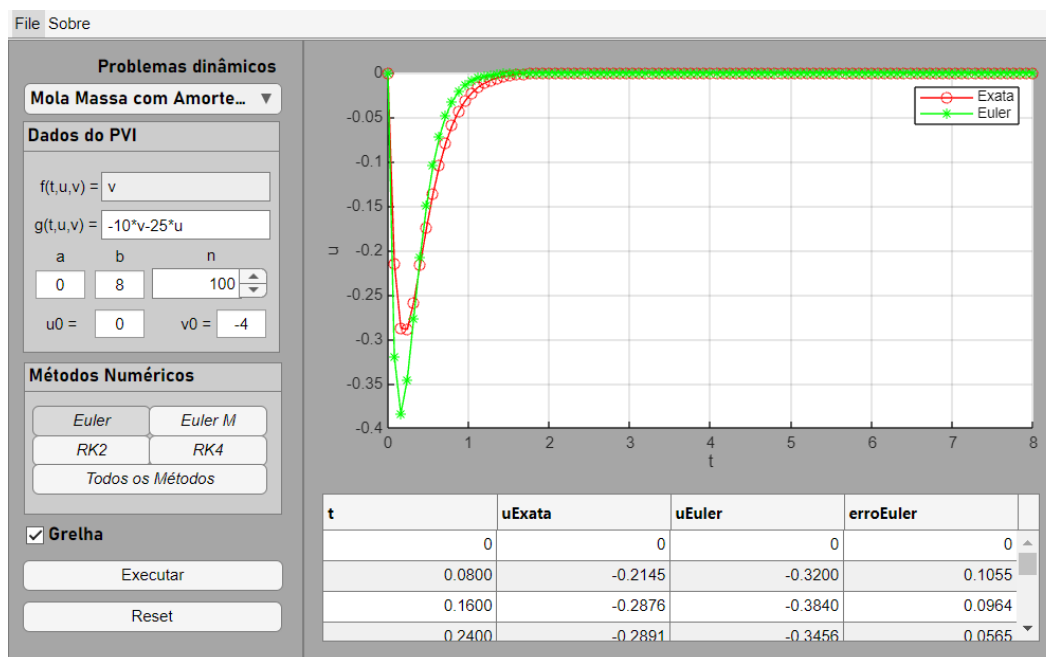 File Sobre
Problemas dinâmicos
Mola Massa com Amorte...
Dados do PVI
f(t,u,v) = v
g(t,u,v) = -10*v-25*u
a b n
0 8 100
u0 = 0 v0 = -4
Métodos Numéricos
Euler Euler M
RK2 RK4
Todos os Métodos
Grelha
Executar
Reset
0
-0.05
-0.1
-0.15
-0.2
-0.25
-0.3
-0.35
-0.4
u
0 1 2 3 4 5 6 7 8
t
Exata
Euler
t uExata uEuler erroEuler
0 0 0 0
0.0800 -0.2145 -0.3200 0.1055
0.1600 -0.2876 -0.3840 0.0964
0.2400 -0.2891 -0.3456 0.0565